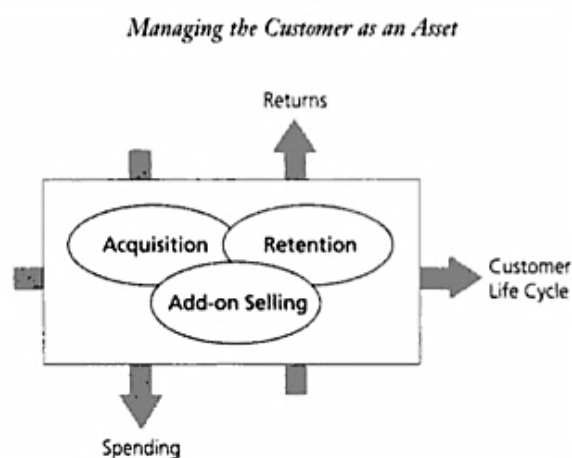 Managing the Customer as an Asset
Returns
Acquisition
Retention
Add-on Selling
Customer
Life Cycle
Spending